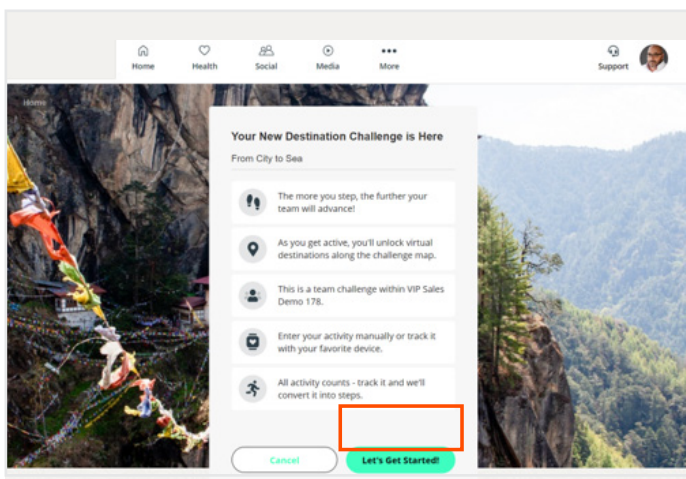 Home
Health
Social
Media
More
Support
Home
Your New Destination Challenge is Here
From City to Sea
The more you step, the further your
team will advance!
As you get active, you'll unlock virtual
destinations along the challenge map.
This is a team challenge within VIP Sales
Demo 178.
Enter your activity manually or track it
with your favorite device.
All activity counts - track it and we'll
convert it into steps.
Cancel
Let's Get Started!